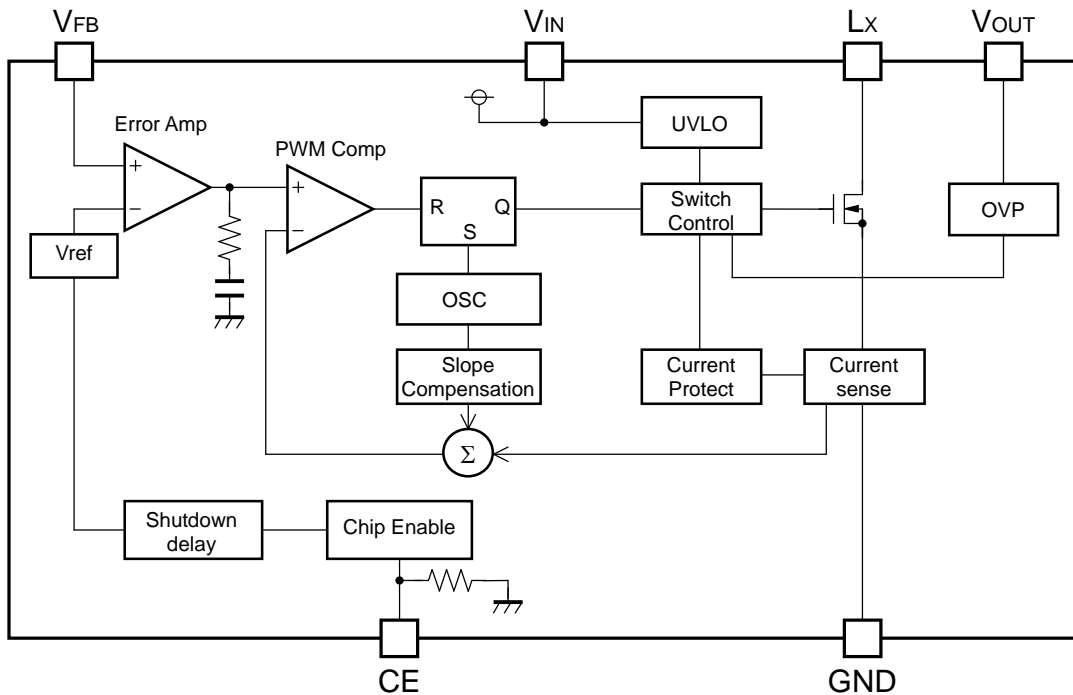 VFB
VIN
LX
VOUT
Error Amp
PWM Comp
UVLO
+
−
+
−
R
Q
S
Switch
Control
OVP
Vref
OSC
Slope
Compensation
Current
Protect
Current
sense
Σ
Shutdown
delay
Chip Enable
CE
GND